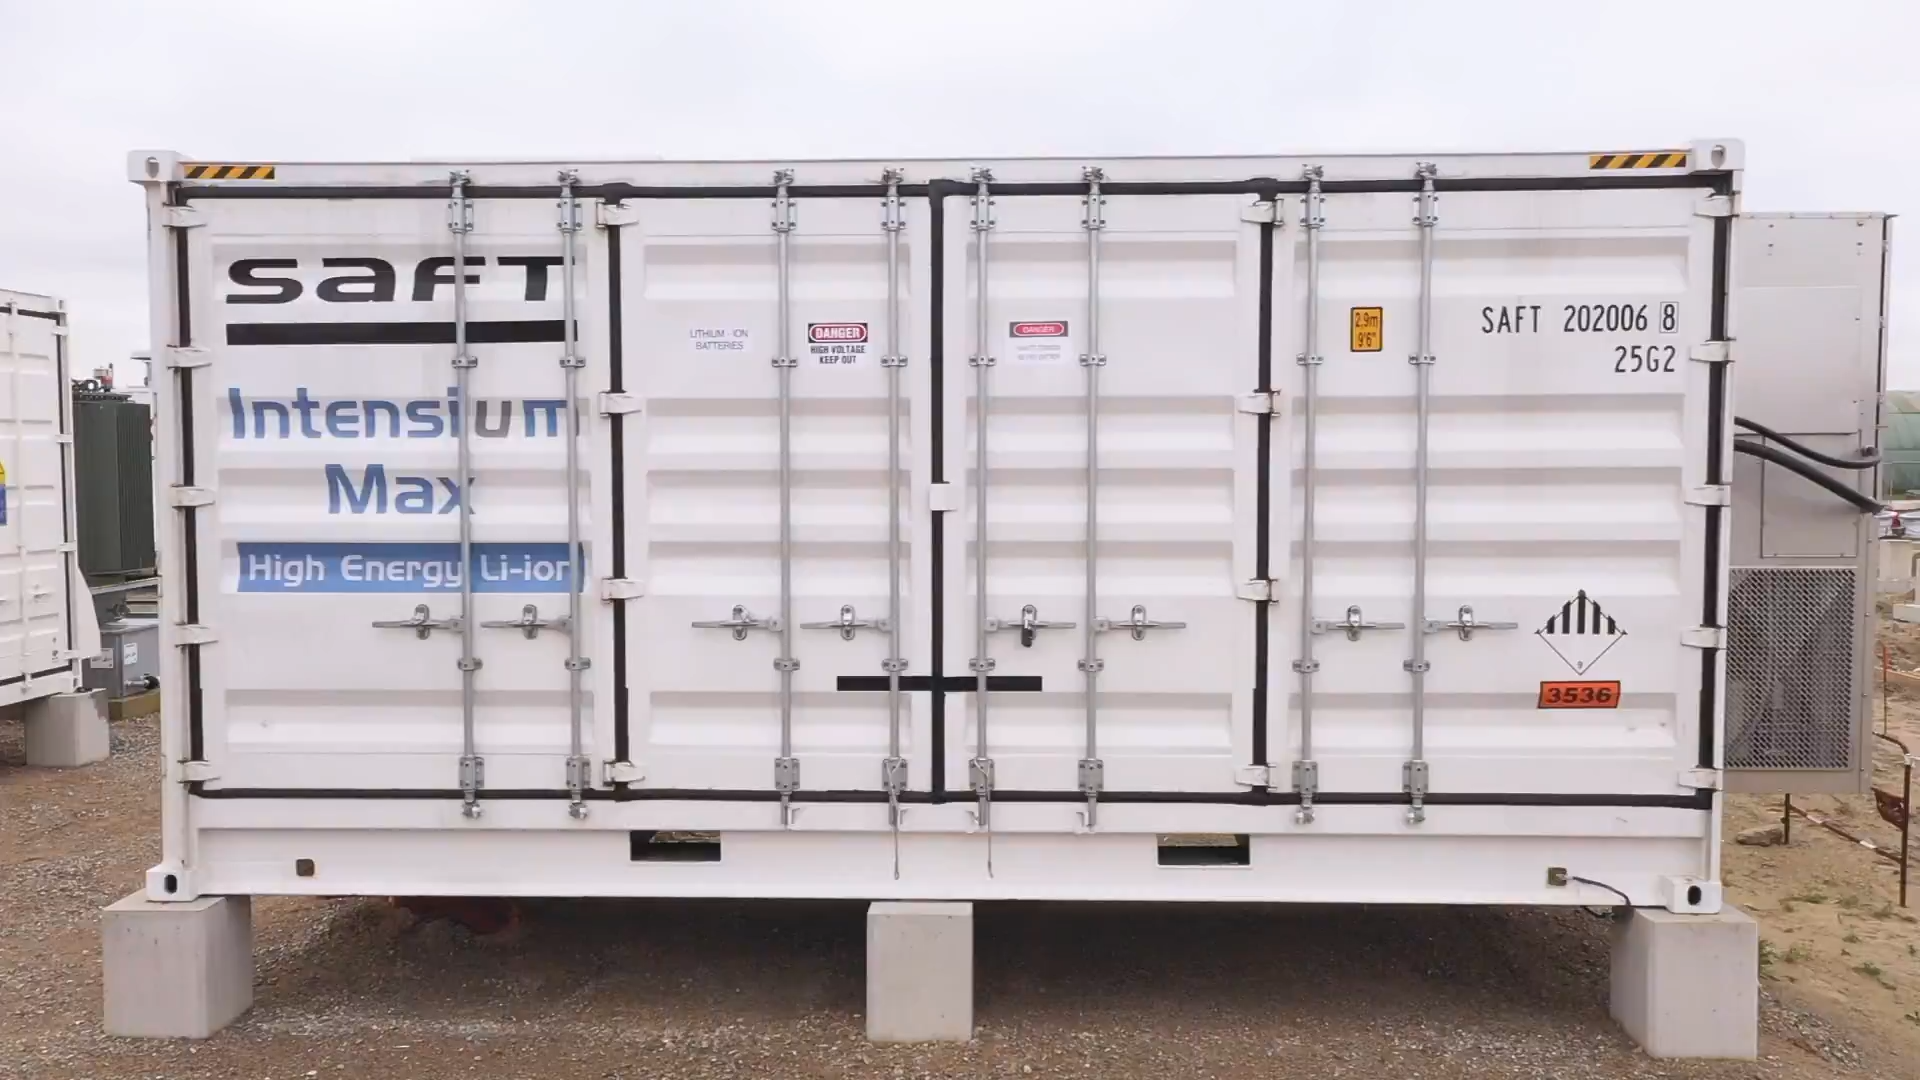 saFT
Intensium
Max
High Energy Li-ion
LITHIUM - ION
BATTERIES
DANGER
HIGH VOLTAGE
KEEP OUT
DANGER
2.9m
9'6"
SAFT 202006 8
25G2
9
3536